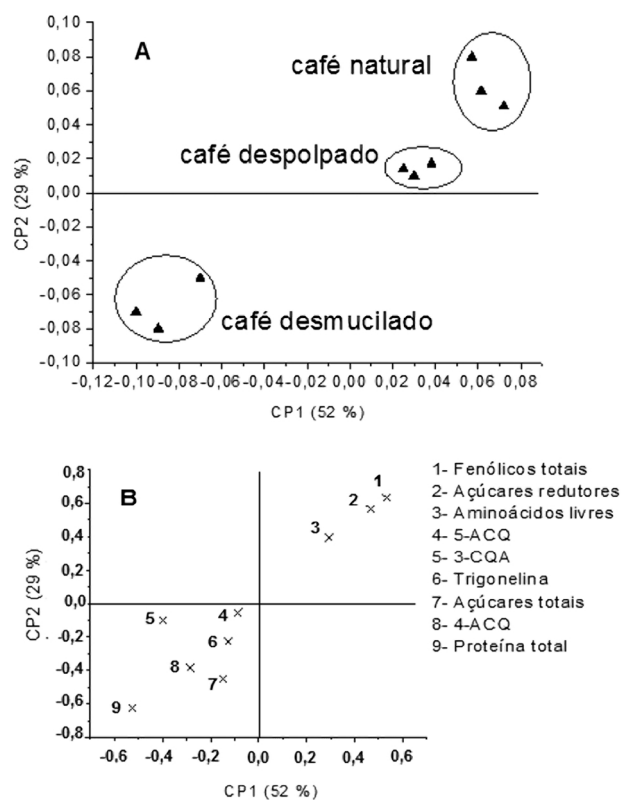 0,10
0,08
0,06
0,04
0,02
0,00
-0,02
-0,04
-0,06
-0,08
-0,10
CP2 (29 %)
A
café natural
café despolpado
café desmucilado
-0,12 -0,10 -0,08 -0,06 -0,04 -0,02 0,00 0,02 0,04 0,06 0,08
CP1 (52 %)
0,8
0,6
0,4
0,2
0,0
-0,2
-0,4
-0,6
-0,8
CP2 (29 %)
B
1
2
3
4
5
6
8
7
9
-0,6 -0,4 -0,2 0,0 0,2 0,4 0,6
CP1 (52 %)
1- Fenólicos totais
2- Açúcares redutores
3- Aminoácidos livres
4- 5-ACQ
5- 3-CQA
6- Trigonelina
7- Açúcares totais
8- 4-ACQ
9- Proteína total